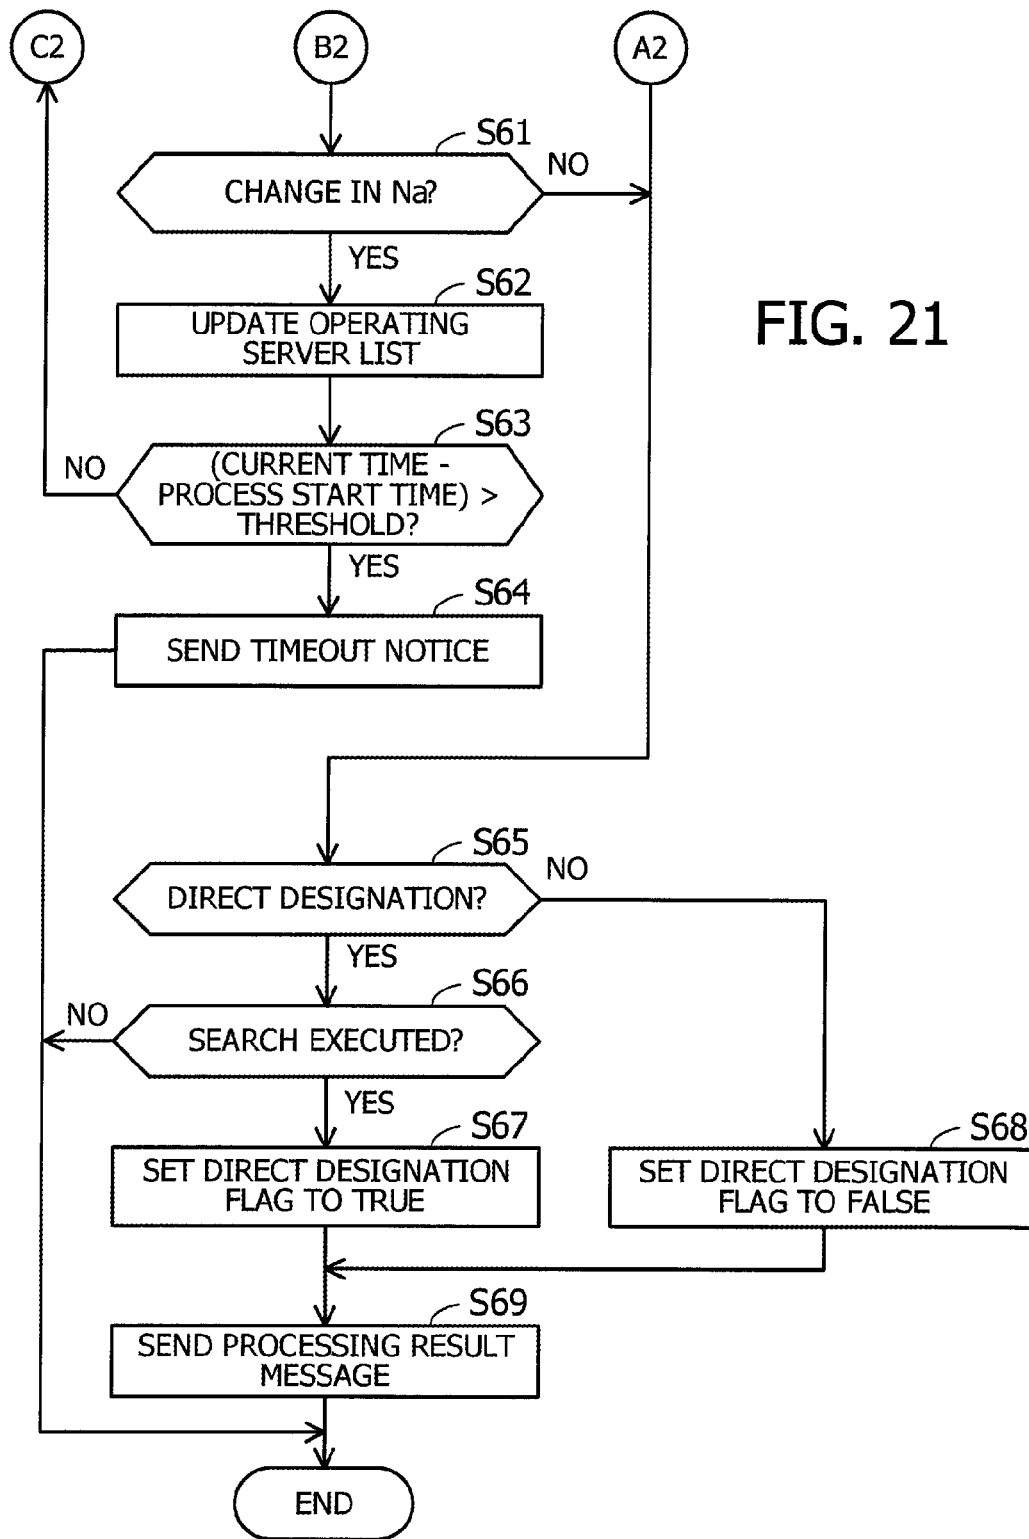 C2
B2
A2
S61
CHANGE IN Na?
NO
YES
S62
UPDATE OPERATING
SERVER LIST
FIG. 21
S63
(CURRENT TIME -
PROCESS START TIME) >
THRESHOLD?
NO
YES
S64
SEND TIMEOUT NOTICE
S65
DIRECT DESIGNATION?
NO
YES
S66
SEARCH EXECUTED?
NO
YES
S67
SET DIRECT DESIGNATION
FLAG TO TRUE
S68
SET DIRECT DESIGNATION
FLAG TO FALSE
S69
SEND PROCESSING RESULT
MESSAGE
END